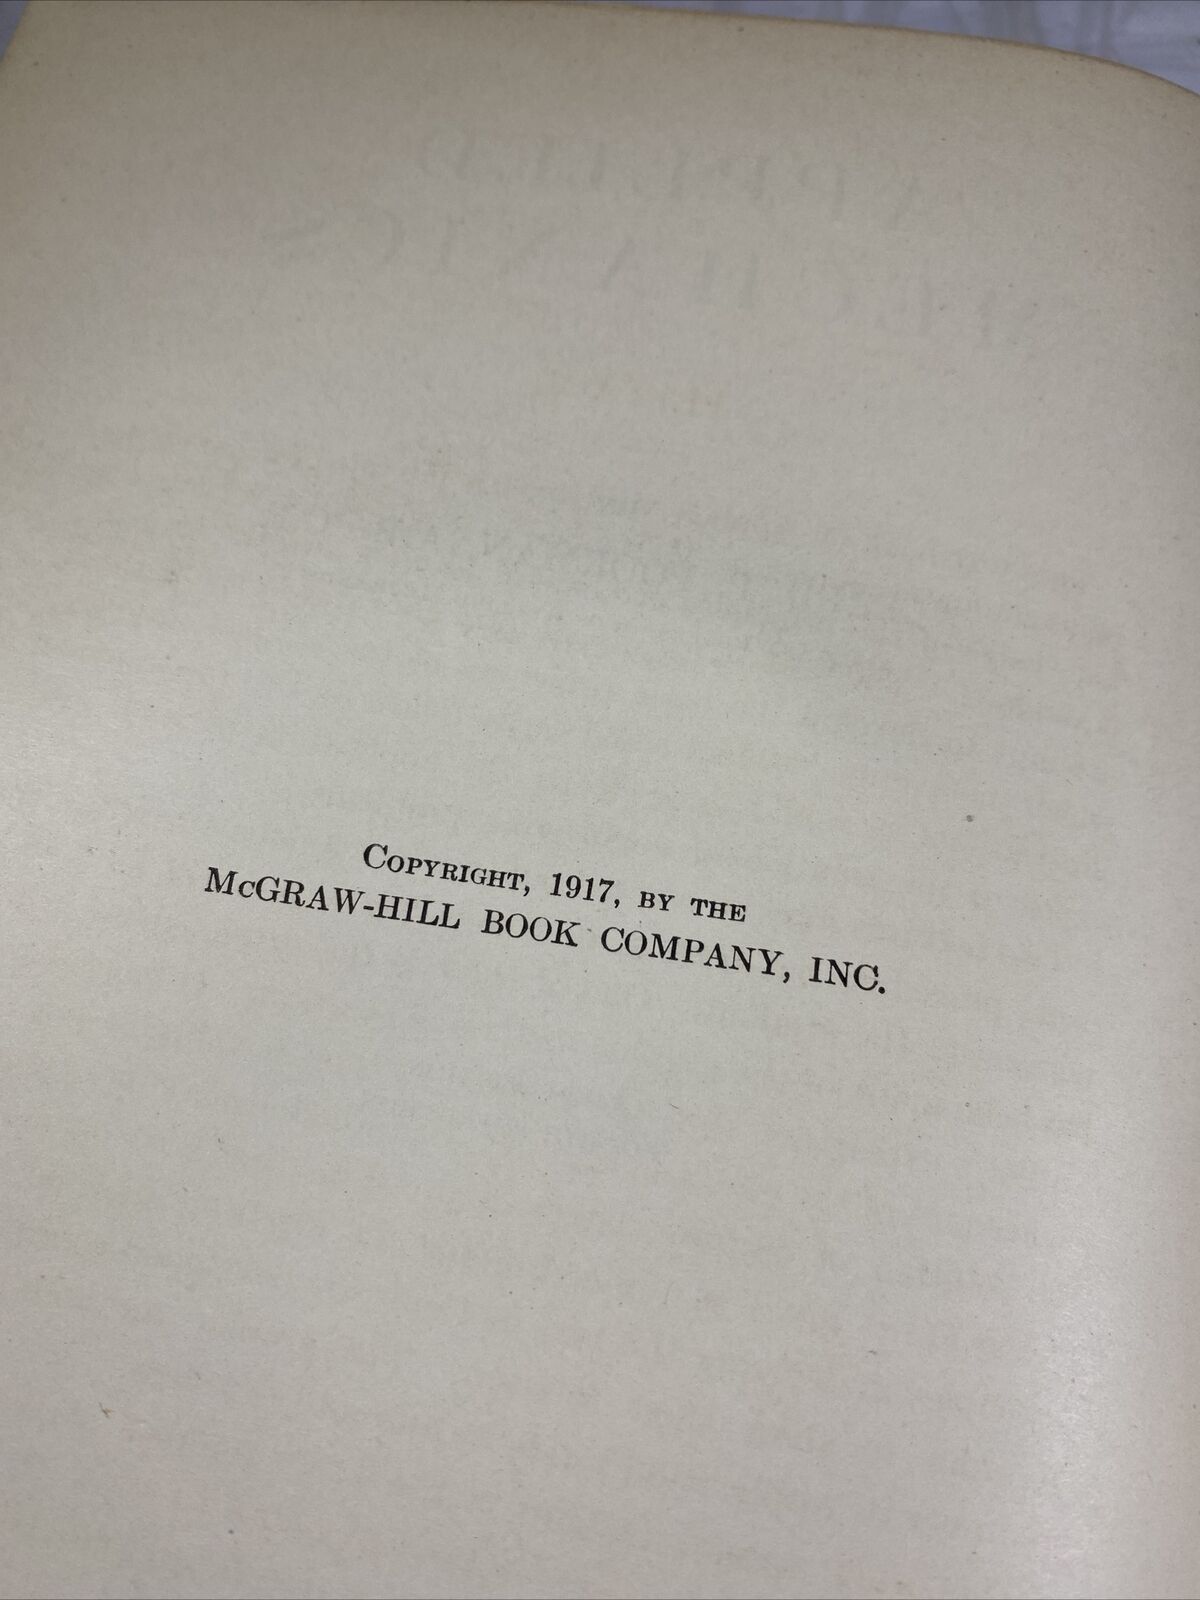 COPYRIGHT, 1917, BY THE
McGRAW-HILL BOOK COMPANY, INC.